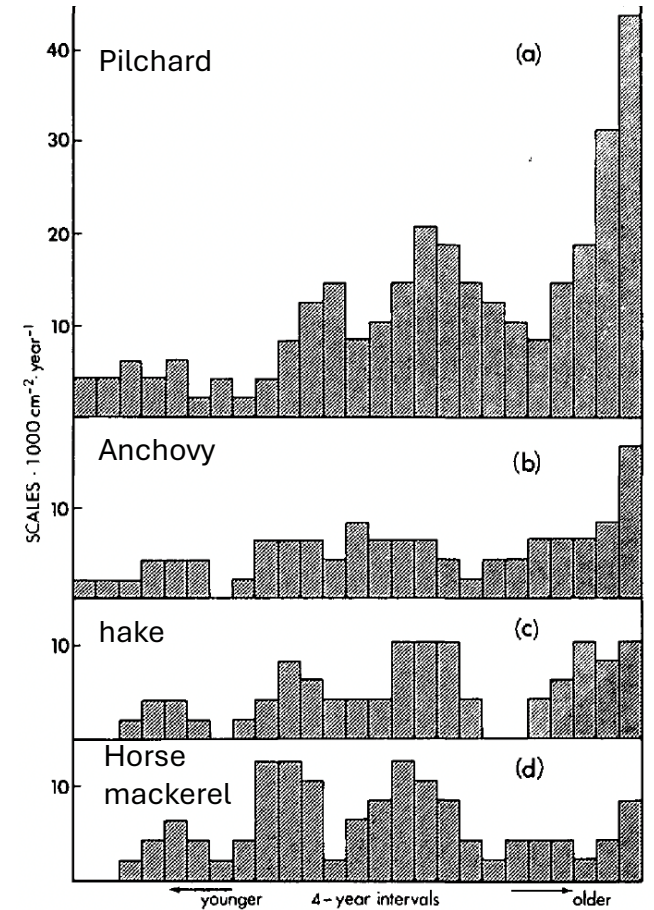 40
Pilchard
(a)
30
20
10
SCALES · 1000 cm⁻². year⁻¹
Anchovy
(b)
10
hake
(c)
10
Horse
mackerel
(d)
10
younger
4-year intervals
older